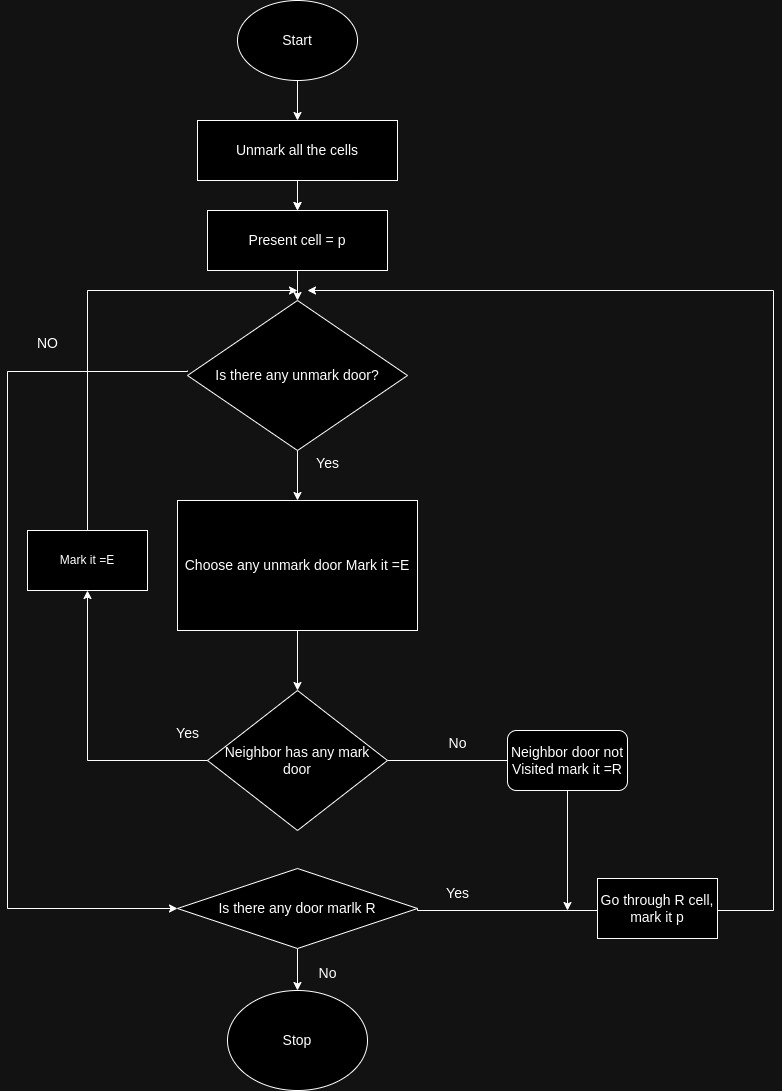 Start
Unmark all the cells
Present cell = p
NO
Is there any unmark door?
Yes
Mark it =E
Choose any unmark door Mark it =E
Yes
Neighbor has any mark
door
No
Neighbor door not
Visited mark it =R
Is there any door marlk R
Yes
Go through R cell,
mark it p
No
Stop